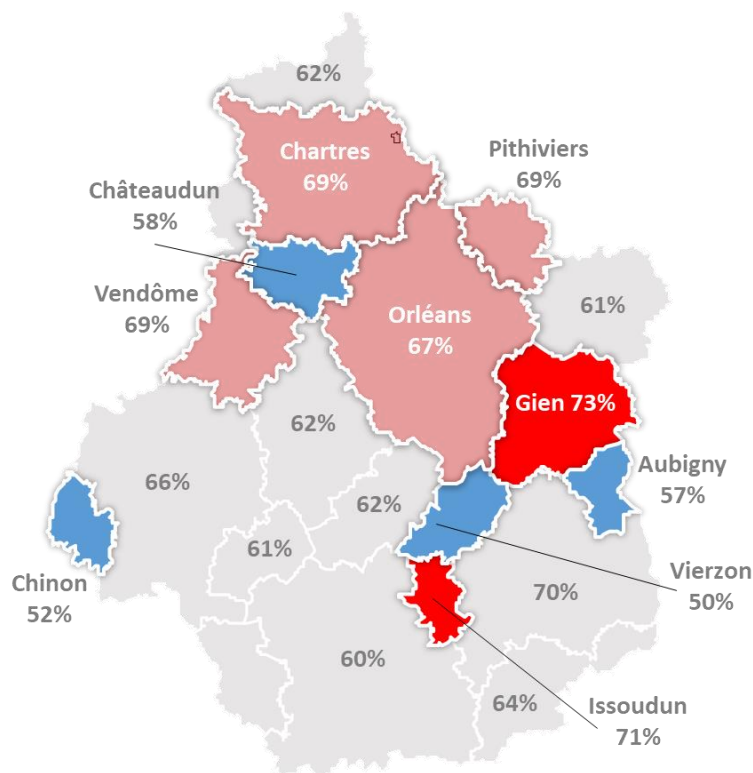 62%
Chartres
69%
Pithiviers
69%
Châteaudun
58%
Vendôme
69%
Orléans
67%
61%
Gien 73%
62%
66%
Aubigny
57%
62%
61%
Chinon
52%
Vierzon
50%
70%
60%
64%
Issoudun
71%